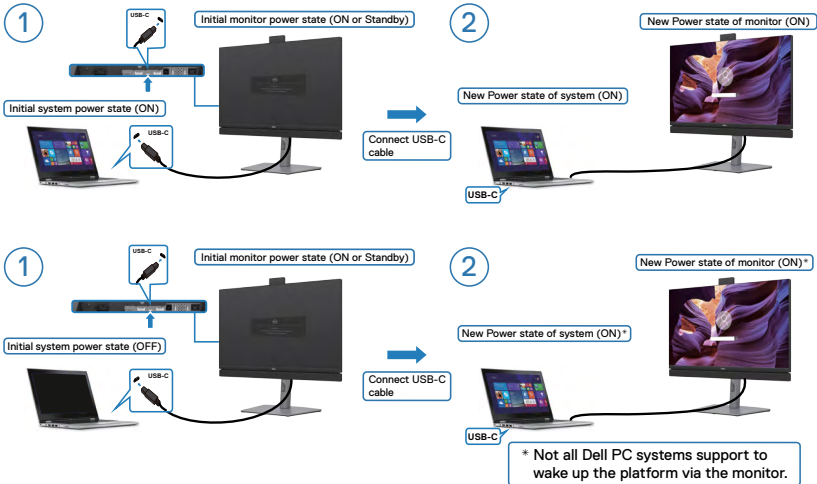 1
USB-C
Initial monitor power state (ON or Standby)
Initial system power state (ON)
USB-C
Connect USB-C
cable
2
New Power state of monitor (ON)
New Power state of system (ON)
USB-C
1
USB-C
Initial monitor power state (ON or Standby)
Initial system power state (OFF)
USB-C
Connect USB-C
cable
2
New Power state of monitor (ON)*
New Power state of system (ON)*
USB-C
* Not all Dell PC systems support to
wake up the platform via the monitor.